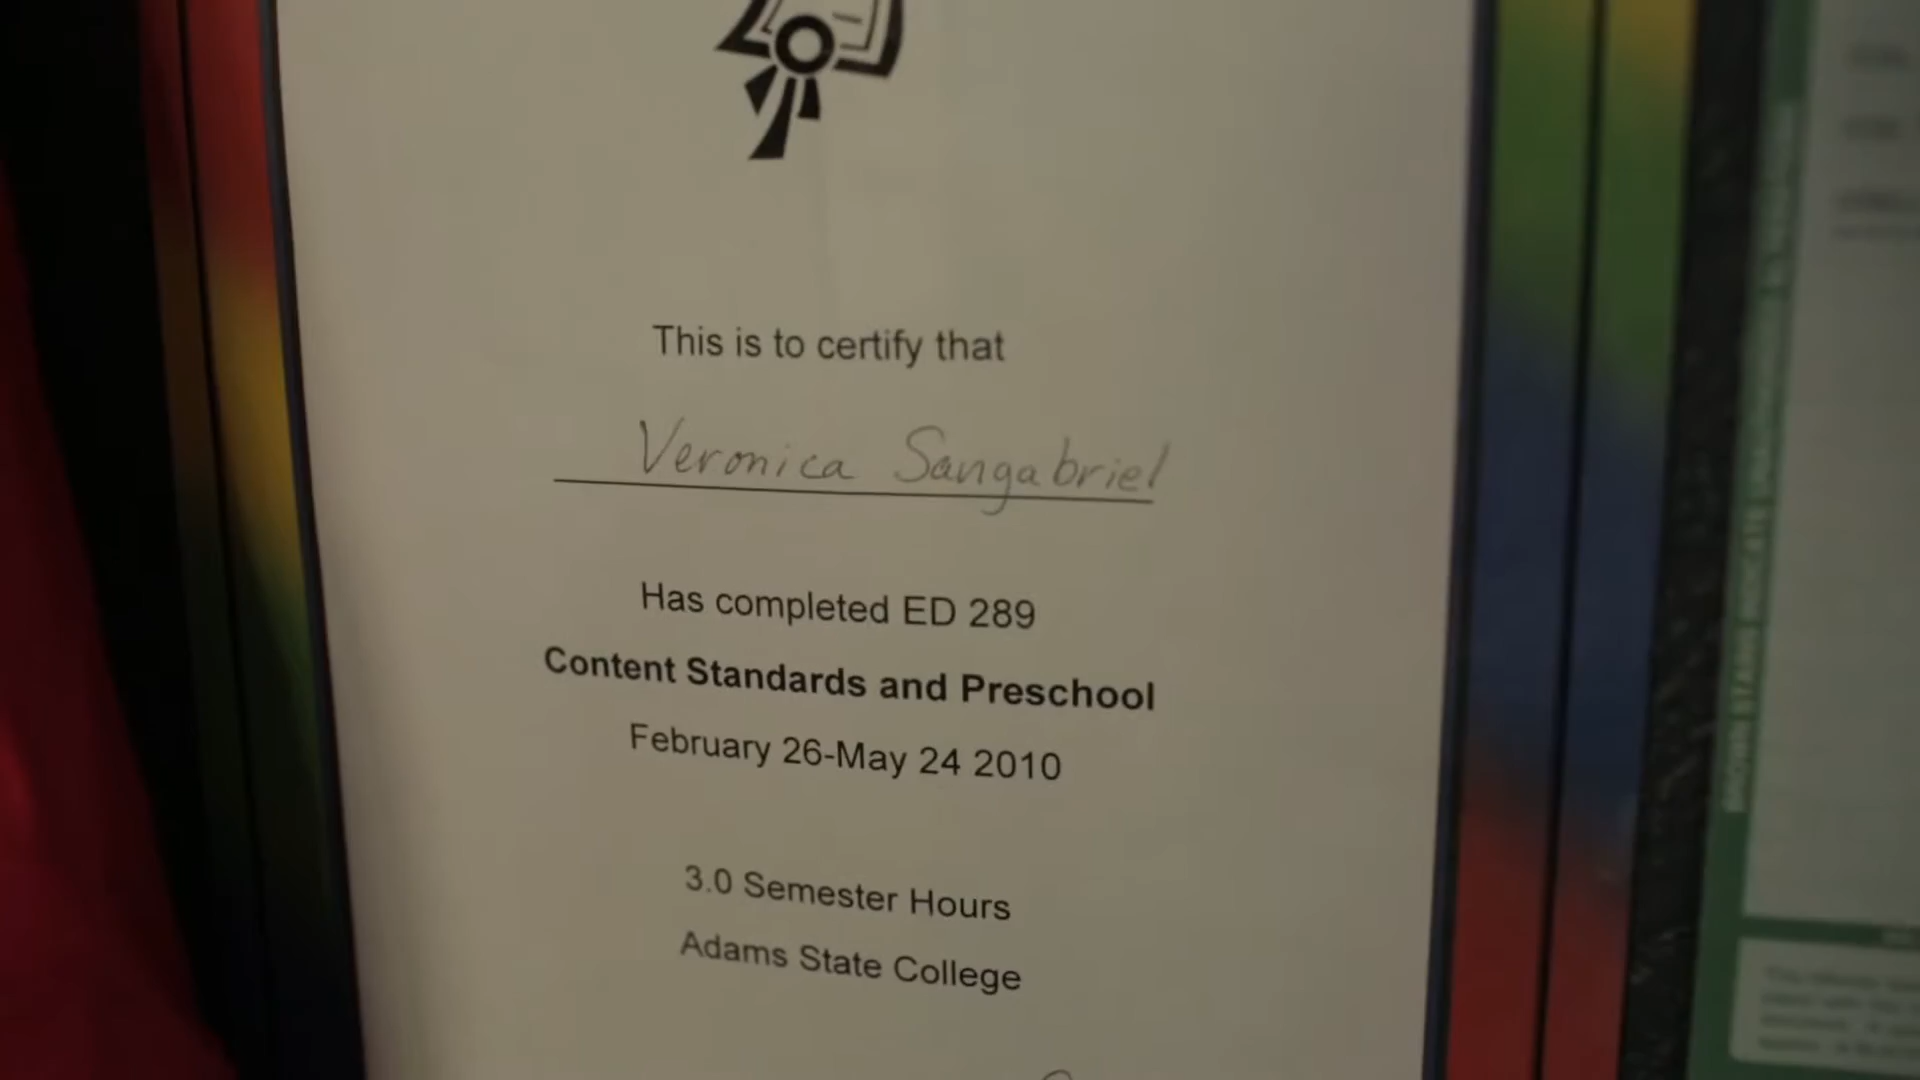 This is to certify that
Veronica Sangabriel
Has completed ED 289
Content Standards and Preschool
February 26-May 24 2010
3.0 Semester Hours
Adams State College